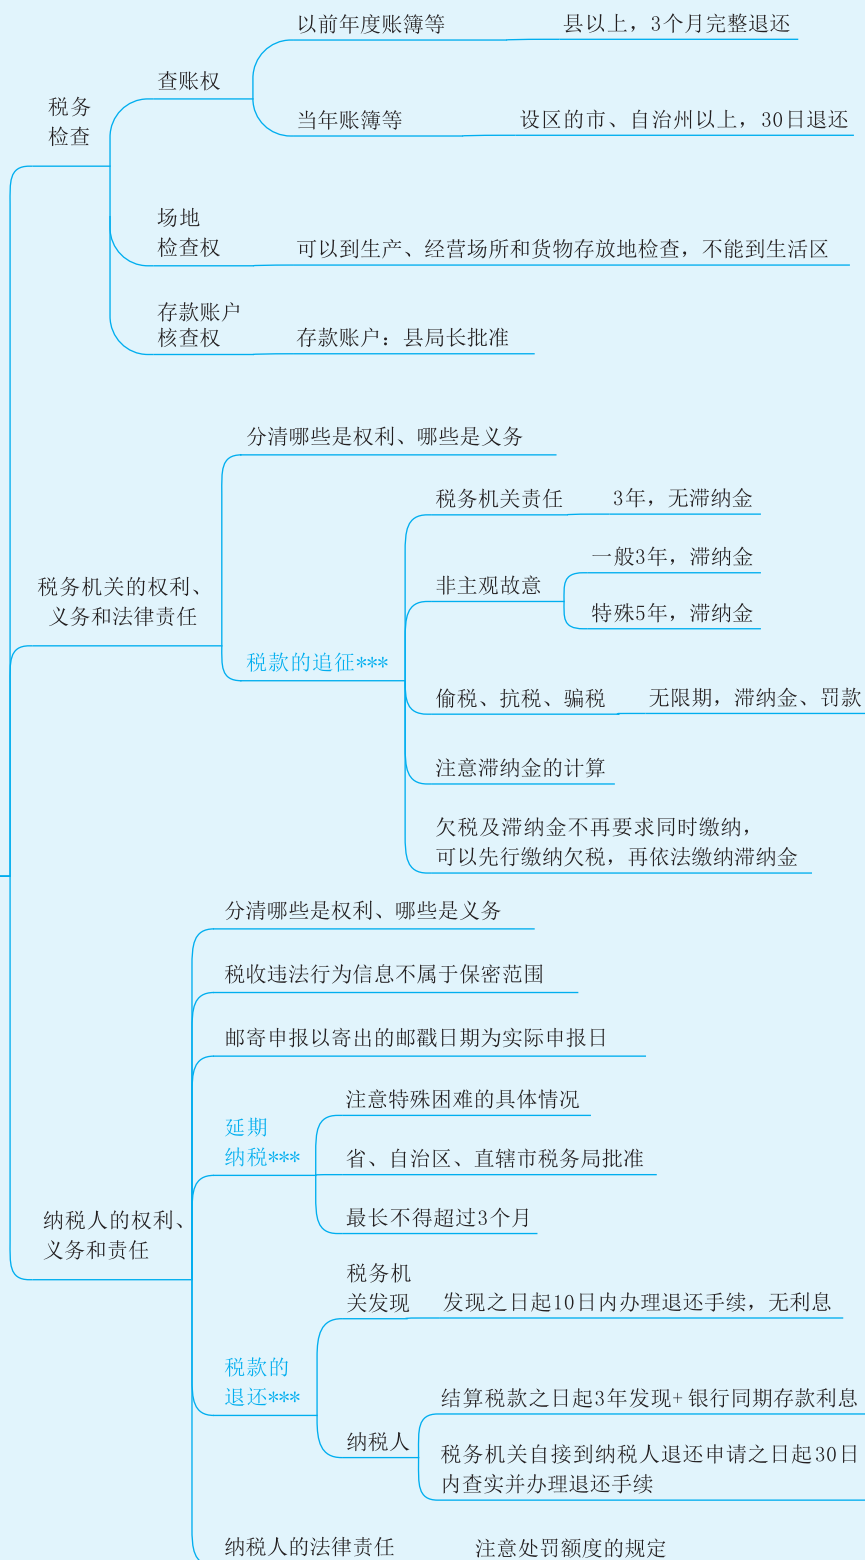 税务
检查
查账权
以前年度账簿等
县以上，3个月完整退还
当年账簿等
设区的市、自治州以上，30日退还
场地
检查权
可以到生产、经营场所和货物存放地检查，不能到生活区
存款账户
核查权
存款账户：县局长批准
税务机关的权利、
义务和法律责任
分清哪些是权利、哪些是义务
税款的追征***
税务机关责任
3年，无滞纳金
非主观故意
一般3年，滞纳金
特殊5年，滞纳金
偷税、抗税、骗税
无限期，滞纳金、罚款
注意滞纳金的计算
欠税及滞纳金不再要求同时缴纳，
可以先行缴纳欠税，再依法缴纳滞纳金
纳税人的权利、
义务和责任
分清哪些是权利、哪些是义务
税收违法行为信息不属于保密范围
邮寄申报以寄出的邮戳日期为实际申报日
延期
纳税***
注意特殊困难的具体情况
省、自治区、直辖市税务局批准
最长不得超过3个月
税款的
退还***
税务机
关发现
发现之日起10日内办理退还手续，无利息
纳税人
结算税款之日起3年发现+银行同期存款利息
税务机关自接到纳税人退还申请之日起30日
内查实并办理退还手续
纳税人的法律责任
注意处罚额度的规定